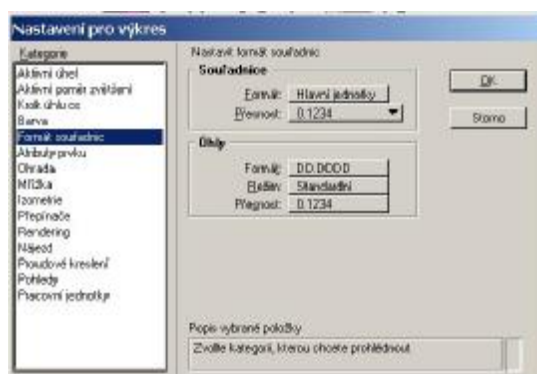 Nastavení pro výkres
Kategorie
Aktivní úhel
Aktivní poměr zvětšení
Krok úhlu os
Barva
Formát souřadnic
Atributy prvku
Ohrada
Mřížka
Izometrie
Přepínače
Rendering
Nájezd
Proudové kreslení
Pohledy
Pracovní jednotky
Nastavit formát souřadnic
Souřadnice
Formát: Hlavní jednotky
Přesnost: 0.1234
Úhly
Formát: DD.DDDD
Režim: Standardní
Přesnost: 0.1234
OK
Storno
Popis vybrané položky
Zvolte kategorii, kterou chcete prohlédnout